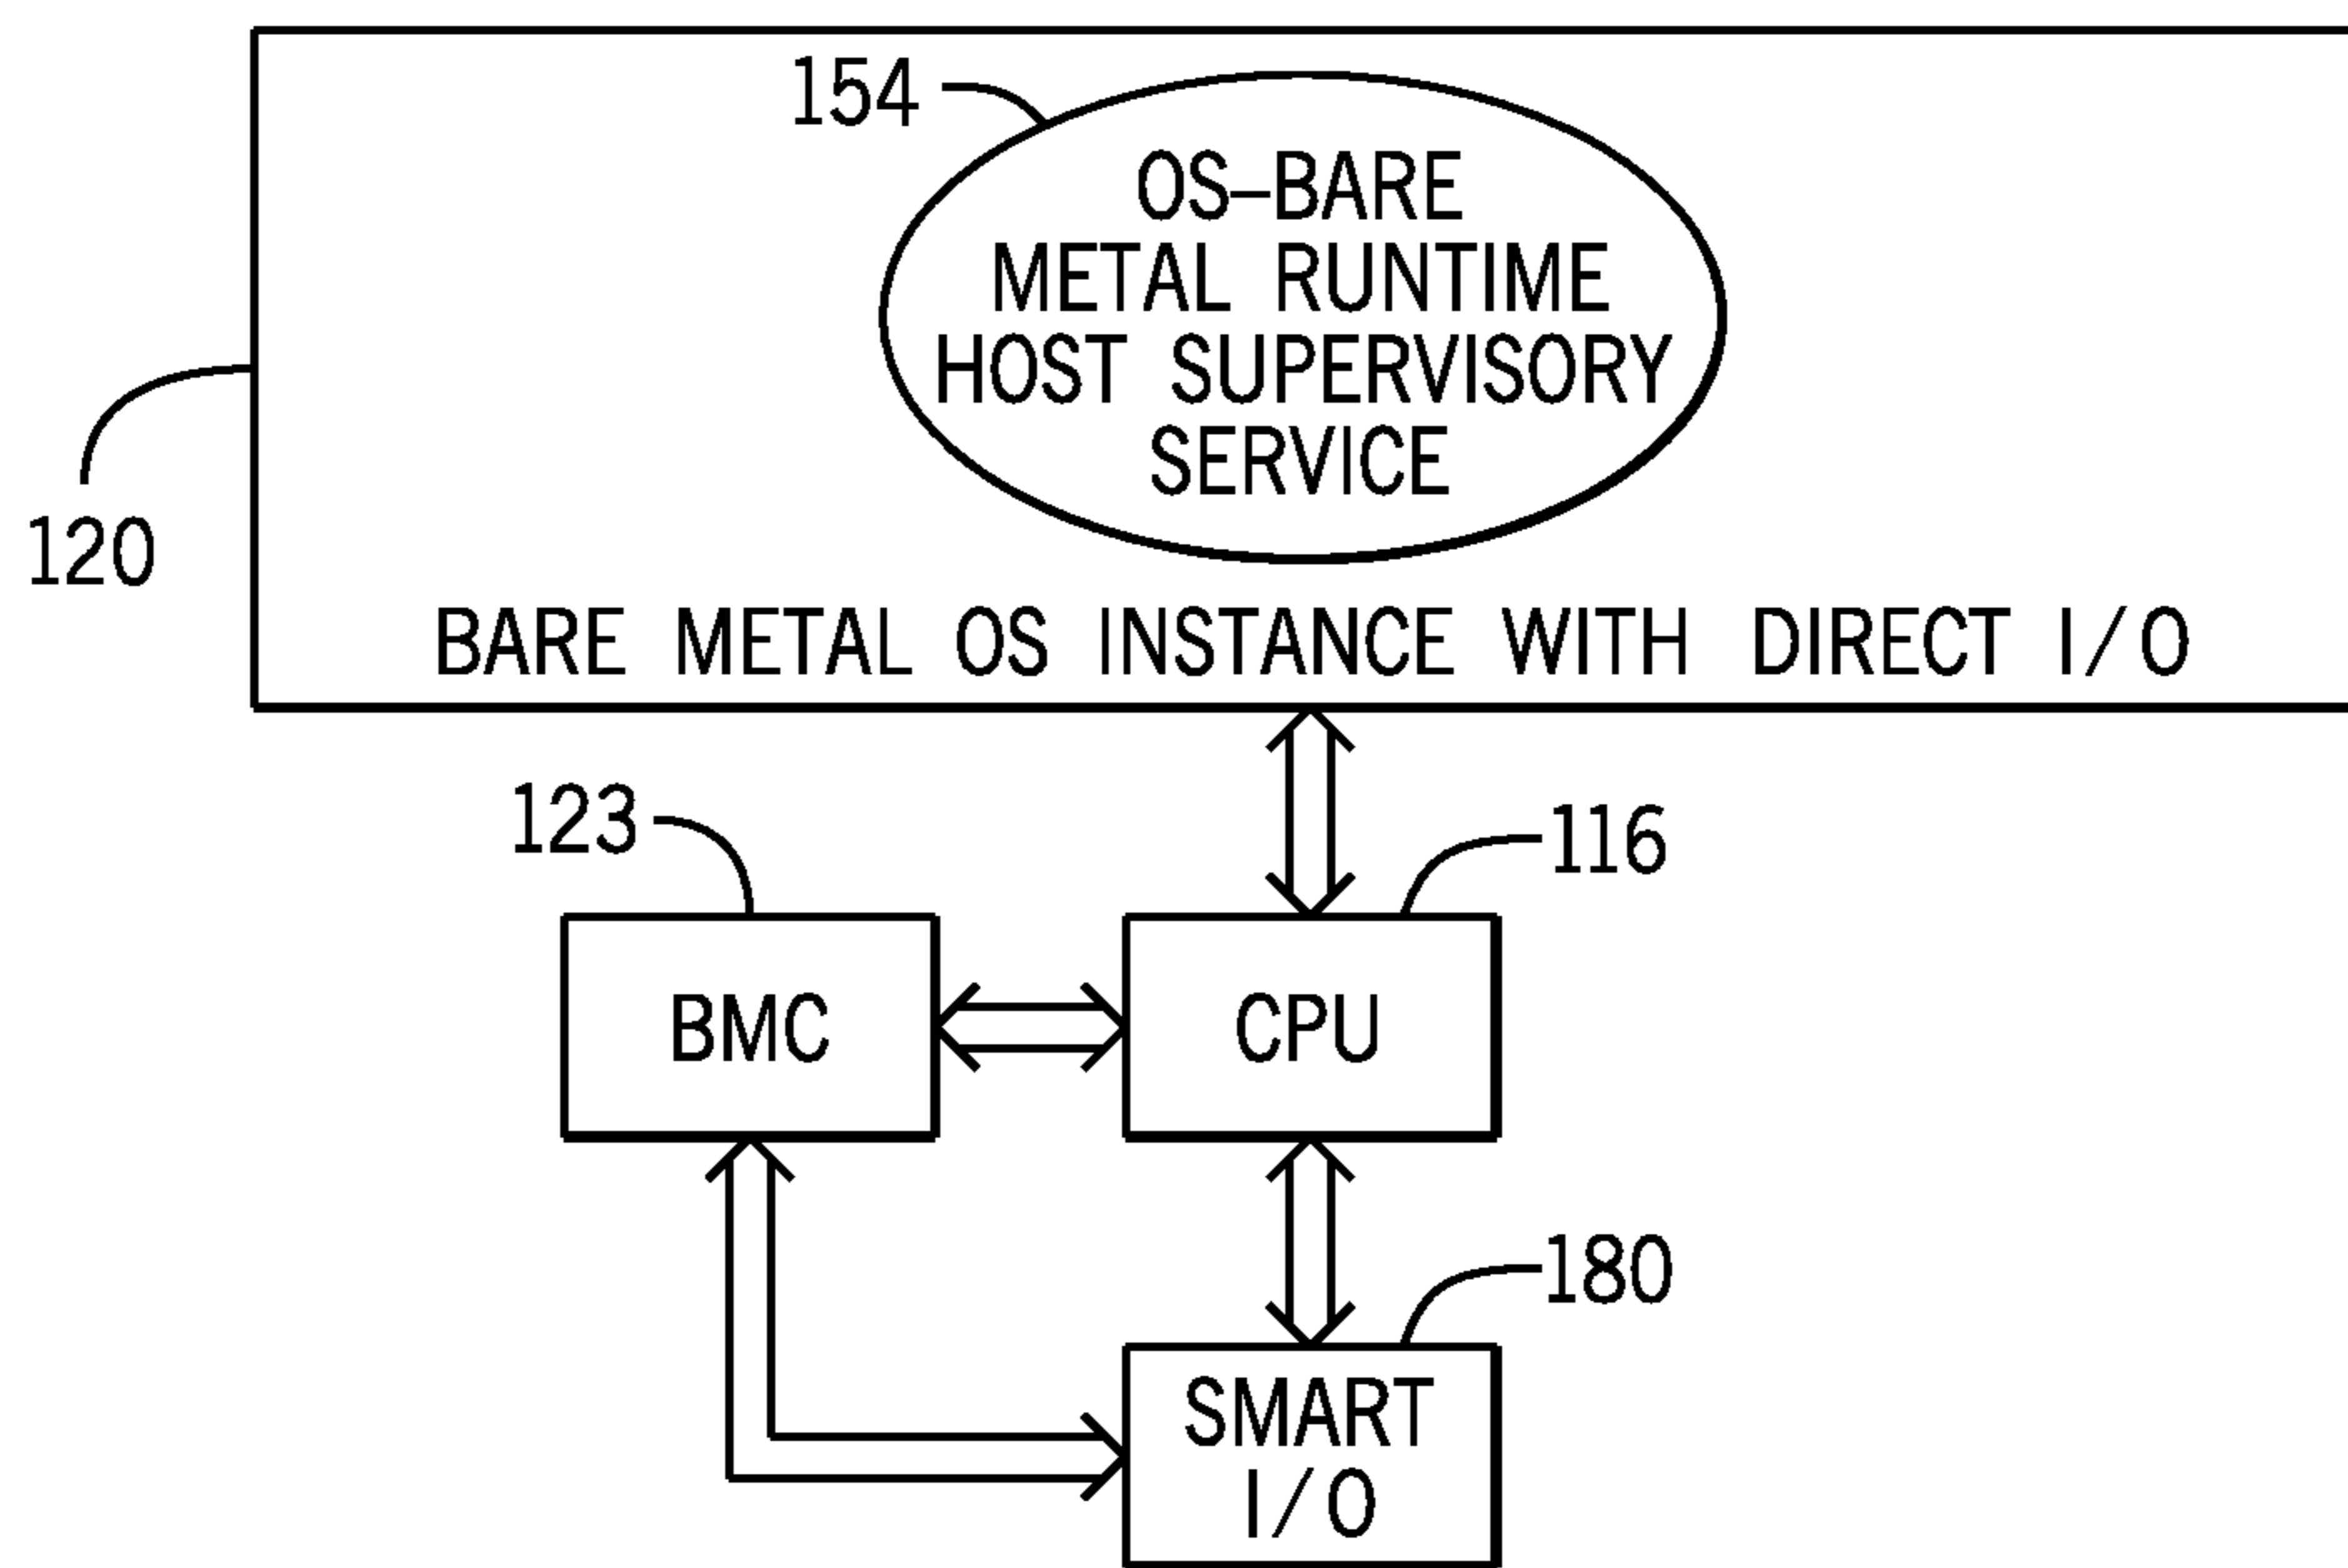 154
OS–BARE
METAL RUNTIME
HOST SUPERVISORY
SERVICE
120
BARE METAL OS INSTANCE WITH DIRECT I/O
123
116
BMC
CPU
180
SMART
I/O